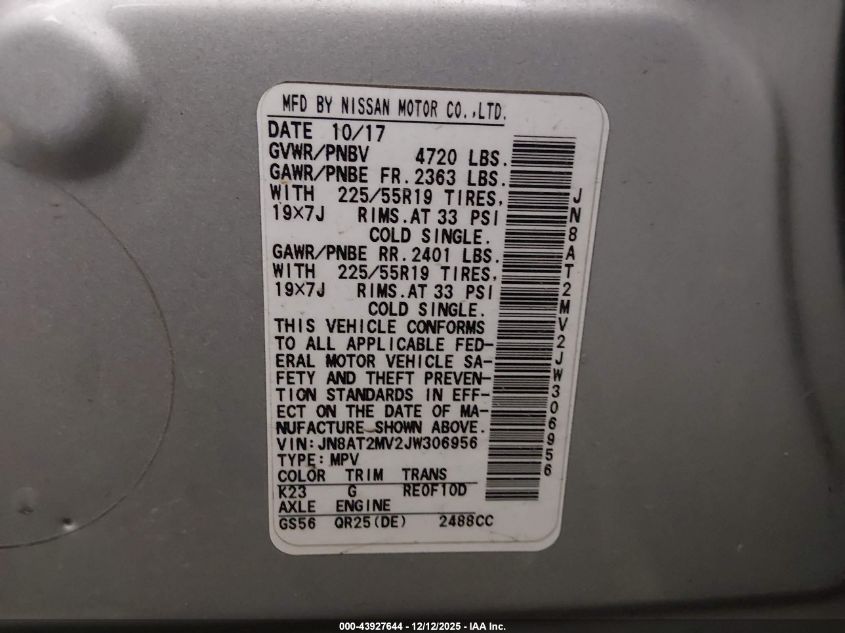 MFD BY NISSAN MOTOR CO.,LTD.
DATE 10/17
GVWR/PNBV 4720 LBS.
GAWR/PNBE FR. 2363 LBS.
WITH 225/55R19 TIRES,
19×7J RIMS. AT 33 PSI
COLD SINGLE.
GAWR/PNBE RR. 2401 LBS.
WITH 225/55R19 TIRES,
19×7J RIMS. AT 33 PSI
COLD SINGLE.
THIS VEHICLE CONFORMS
TO ALL APPLICABLE FED-
ERAL MOTOR VEHICLE SA-
FETY AND THEFT PREVEN-
TION STANDARDS IN EFF-
ECT ON THE DATE OF MA-
NUFACTURE SHOWN ABOVE.
VIN:JN8AT2MV2JW306956
TYPE:MPV
COLOR TRIM TRANS
K23 G RE0F10D
AXLE ENGINE
GS56 QR25(DE) 2488CC
JN8AT2MV2JW306956
000-43927644 - 12/12/2025 - IAA Inc.